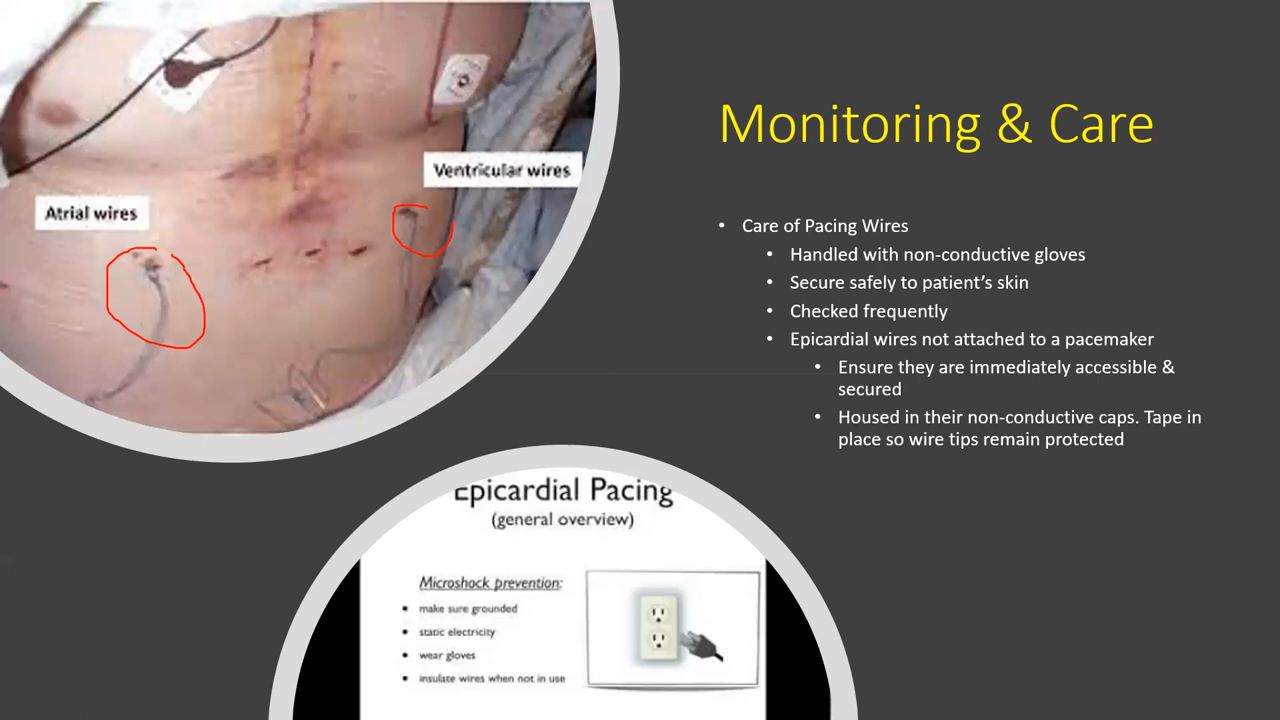 Monitoring & Care
Atrial wires
Ventricular wires
• Care of Pacing Wires
• Handled with non-conductive gloves
• Secure safely to patient’s skin
• Checked frequently
• Epicardial wires not attached to a pacemaker
• Ensure they are immediately accessible &
secured
• Housed in their non-conductive caps. Tape in
place so wire tips remain protected
Epicardial Pacing
(general overview)
Microshock prevention:
• make sure grounded
• static electricity
• wear gloves
• insulate wires when not in use